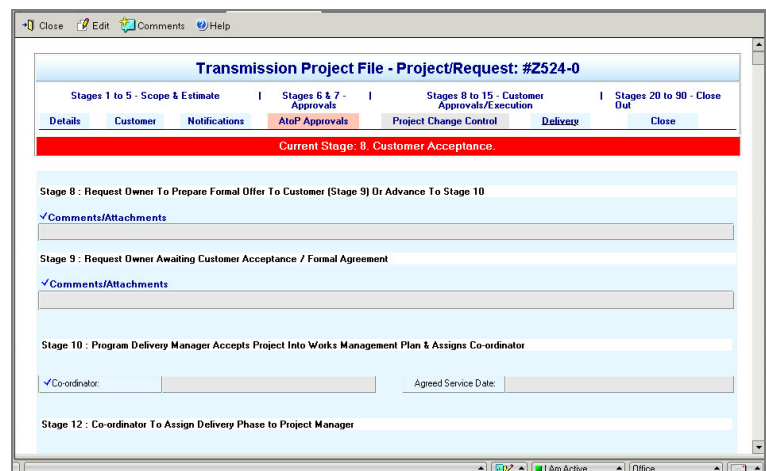 Close Edit Comments Help
Transmission Project File - Project/Request: #Z524-0
Stages 1 to 5 - Scope & Estimate | Stages 6 & 7 - Approvals | Stages 8 to 15 - Customer Approvals/Execution | Stages 20 to 90 - Close Out
Details Customer Notifications AtoP Approvals Project Change Control Delivery Close
Current Stage: 8. Customer Acceptance.
Stage 8 : Request Owner To Prepare Formal Offer To Customer (Stage 9) Or Advance To Stage 10
Comments/Attachments
Stage 9 : Request Owner Awaiting Customer Acceptance / Formal Agreement
Comments/Attachments
Stage 10 : Program Delivery Manager Accepts Project Into Works Management Plan & Assigns Co-ordinator
Co-ordinator: Agreed Service Date:
Stage 12 : Co-ordinator To Assign Delivery Phase to Project Manager
I Am Active Office